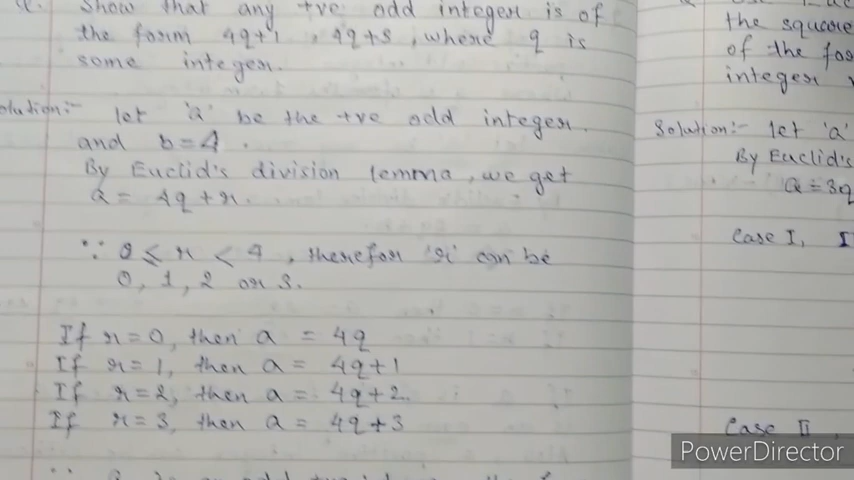 Show that any +ve odd integer is of
the form 4q+1, 4q+3, where q is
some integer.
Solution:- let 'a' be the +ve odd integer.
and b=4.
By Euclid's division lemma, we get
a = 4q + r.
∵ 0 ≤ r < 4, therefor 'r' can be
0, 1, 2 or 3.
If r=0, then a = 4q
If r=1, then a = 4q+1
If r=2, then a = 4q+2.
If r=3, then a = 4q+3
the square
of the
integer
Solution:- let 'a'
By Euclid's
a = 3q
Case I,
Case II,
PowerDirector